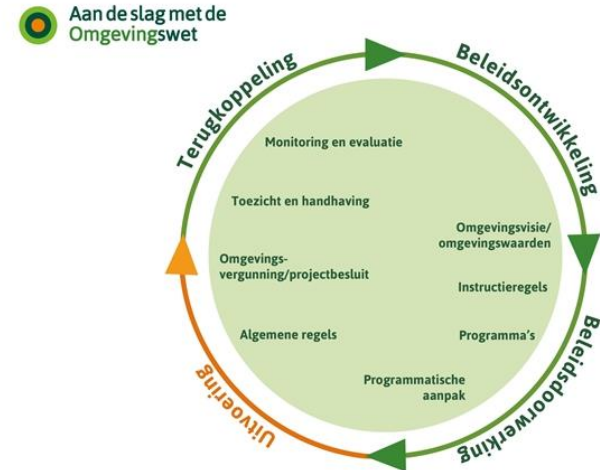 Aan de slag met de
Omgevingswet
Terugkoppeling
Beleidsontwikkeling
Monitoring en evaluatie
Toezicht en handhaving
Omgevingsvisie/
omgevingswaarden
Omgevings-
vergunning/projectbesluit
Instructieregels
Algemene regels
Programma's
Programmatische
aanpak
Uitvoering
Beleidsdoorwerking